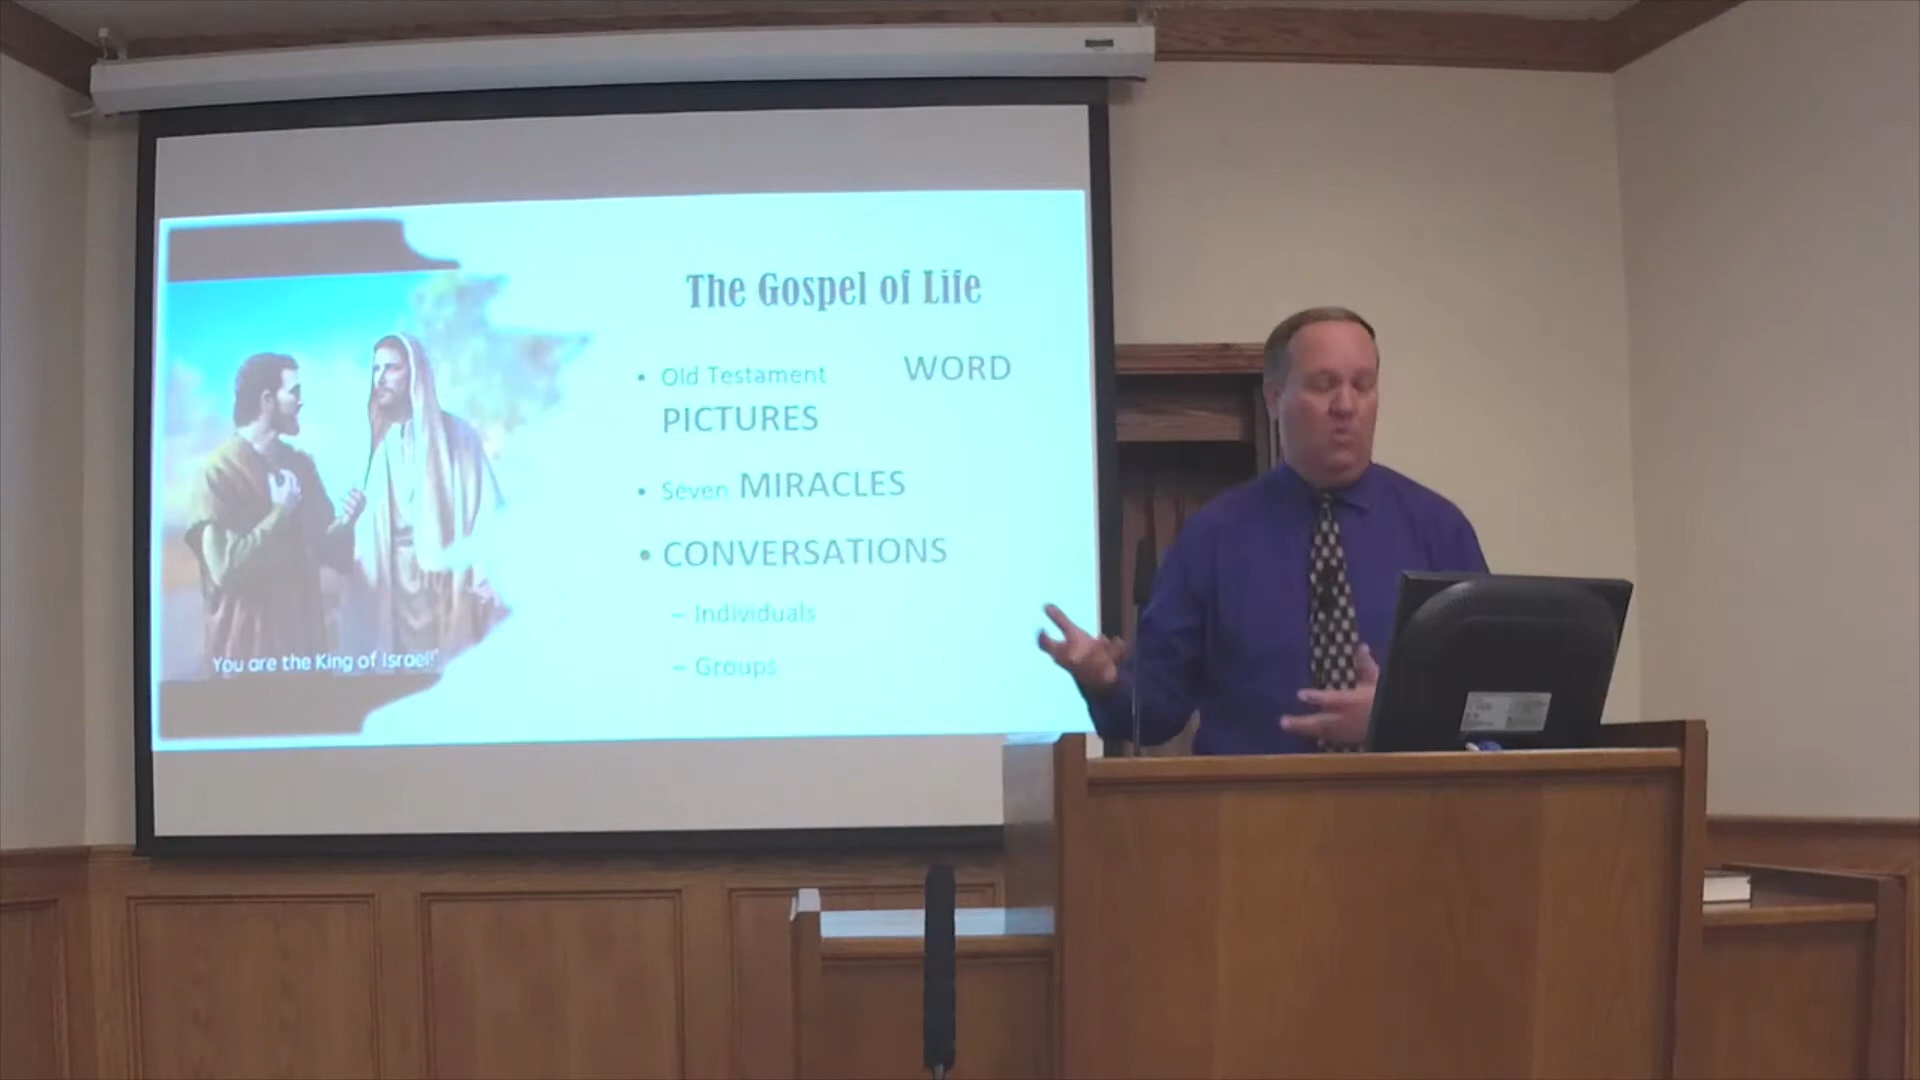 The Gospel of Life
• Old Testament WORD
PICTURES
• Seven MIRACLES
• CONVERSATIONS
– Individuals
– Groups
You are the King of Israel!"